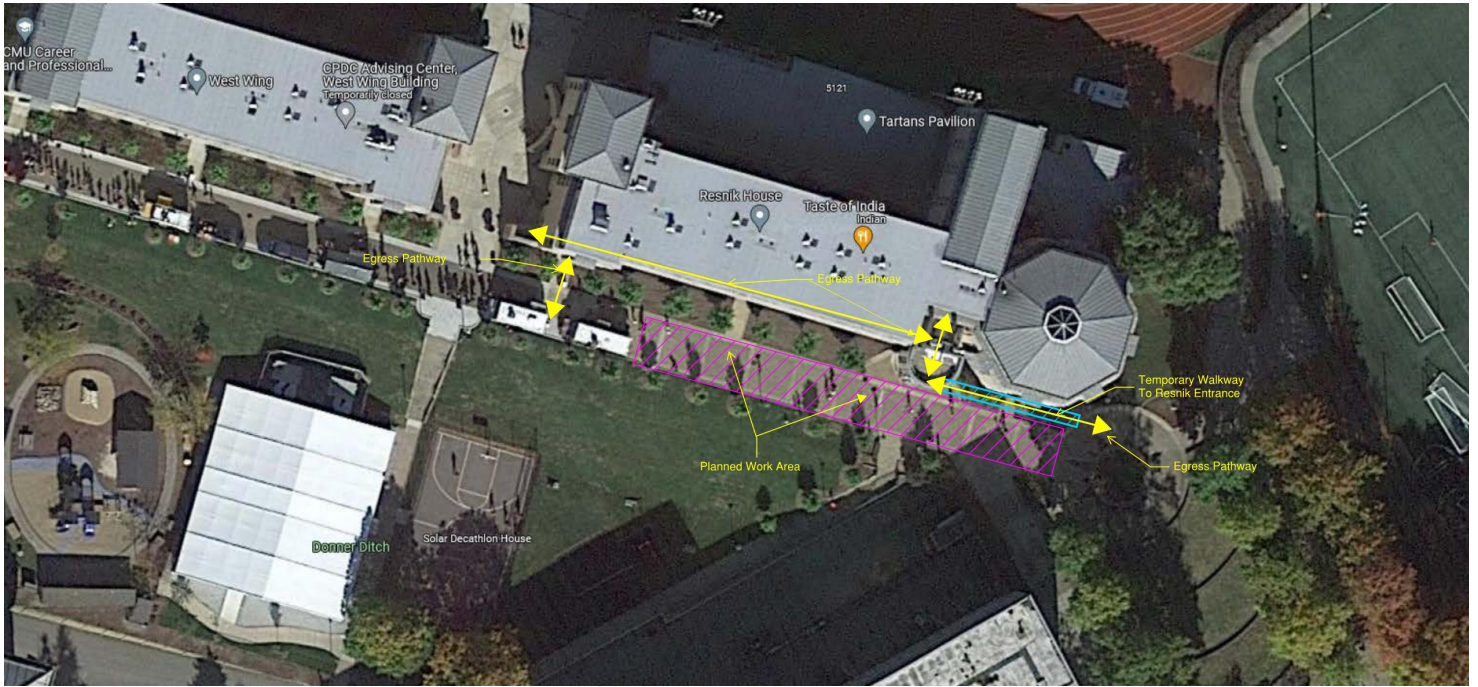 CMU Career
and Professional...
West Wing
CPDC Advising Center,
West Wing Building
Temporarily closed
5121
Tartans Pavilion
Resnik House
Taste of India
Indian
Egress Pathway
Egress Pathway
Temporary Walkway
To Resnik Entrance
Planned Work Area
Egress Pathway
Solar Decathlon House
Donner Ditch